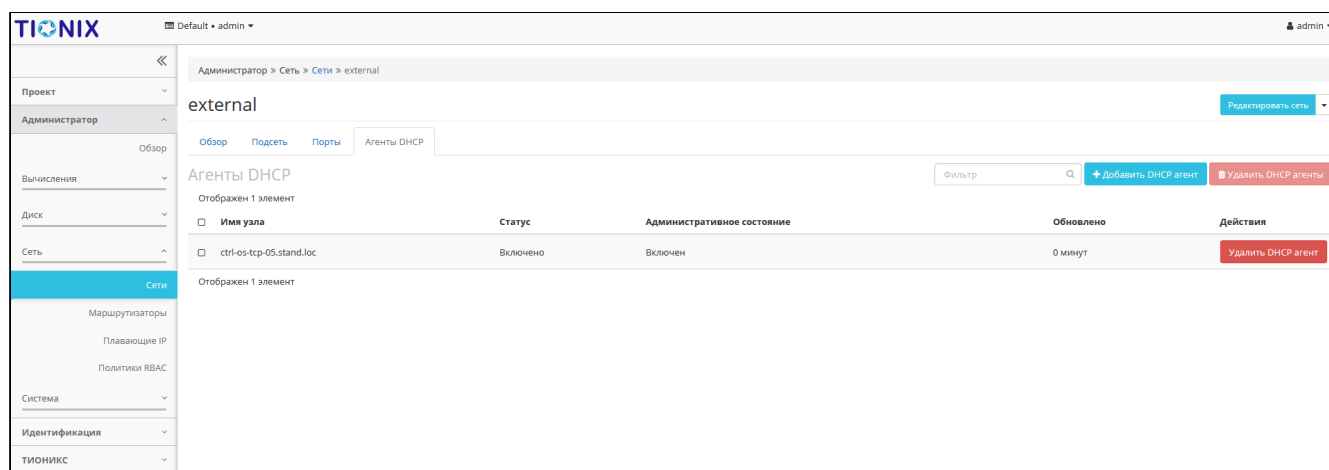 TIONIX
Default • admin
admin
Администратор » Сеть » Сети » external
Проект
Администратор
Обзор
Вычисления
Диск
Сеть
Сети
Маршрутизаторы
Плавающие IP
Политики RBAC
Система
Идентификация
ТИОНИКС
external
Редактировать сеть
Обзор Подсеть Порты Агенты DHCP
Агенты DHCP
Фильтр
+ Добавить DHCP агент
Удалить DHCP агенты
Отображен 1 элемент
Имя узла Статус Административное состояние Обновлено Действия
ctrl-os-tcp-05.stand.loc Включено Включен 0 минут Удалить DHCP агент
Отображен 1 элемент